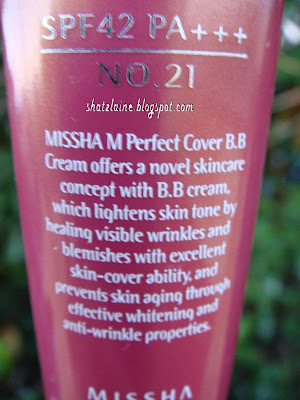 SPF42 PA+++
NO.21
shatzlaine.blogspot.com
MISSHA M Perfect Cover B.B
Cream offers a novel skincare
concept with B.B cream,
which lightens skin tone by
healing visible wrinkles and
blemishes with excellent
skin-cover ability, and
prevents skin aging through
effective whitening and
anti-wrinkle properties.
MISSHA